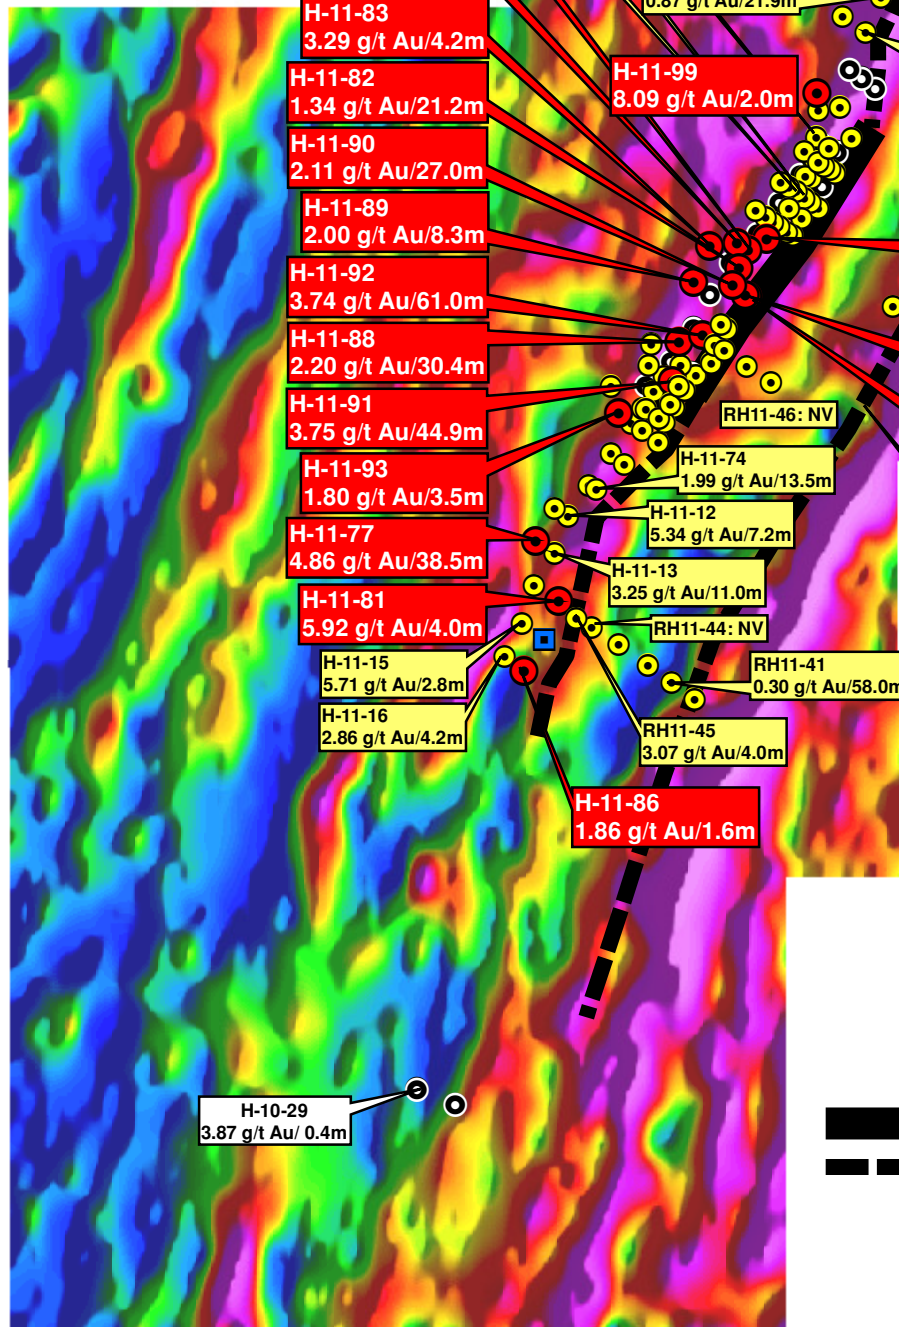 0.87 g/t Au/21.9m
H-11-83
3.29 g/t Au/4.2m
H-11-99
8.09 g/t Au/2.0m
H-11-82
1.34 g/t Au/21.2m
H-11-90
2.11 g/t Au/27.0m
H-11-89
2.00 g/t Au/8.3m
H-11-92
3.74 g/t Au/61.0m
H-11-88
2.20 g/t Au/30.4m
H-11-91
3.75 g/t Au/44.9m
RH11-46: NV
H-11-93
1.80 g/t Au/3.5m
H-11-74
1.99 g/t Au/13.5m
H-11-12
5.34 g/t Au/7.2m
H-11-77
4.86 g/t Au/38.5m
H-11-13
3.25 g/t Au/11.0m
H-11-81
5.92 g/t Au/4.0m
RH11-44: NV
H-11-15
5.71 g/t Au/2.8m
RH11-41
0.30 g/t Au/58.0m
H-11-16
2.86 g/t Au/4.2m
RH11-45
3.07 g/t Au/4.0m
H-11-86
1.86 g/t Au/1.6m
H-10-29
3.87 g/t Au/ 0.4m